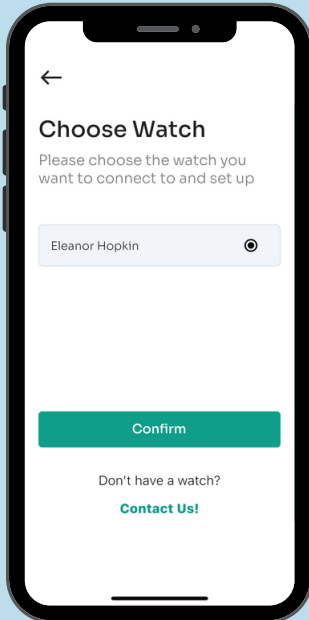 Choose Watch
Please choose the watch you
want to connect to and set up
Eleanor Hopkin
Confirm
Don't have a watch?
Contact Us!